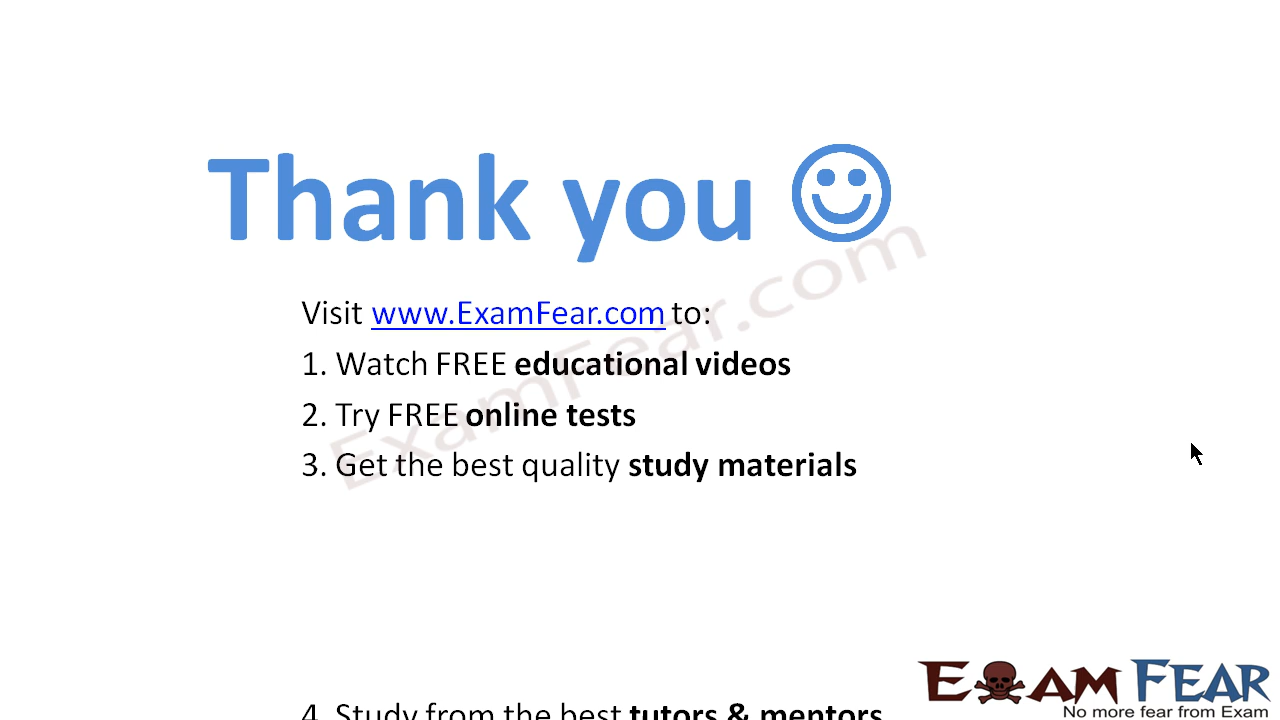 Thank you
Visit www.ExamFear.com to:
1. Watch FREE educational videos
2. Try FREE online tests
3. Get the best quality study materials
4. Study from the best tutors & mentors
ExamFear.com
EXAM FEAR
No more fear from Exam